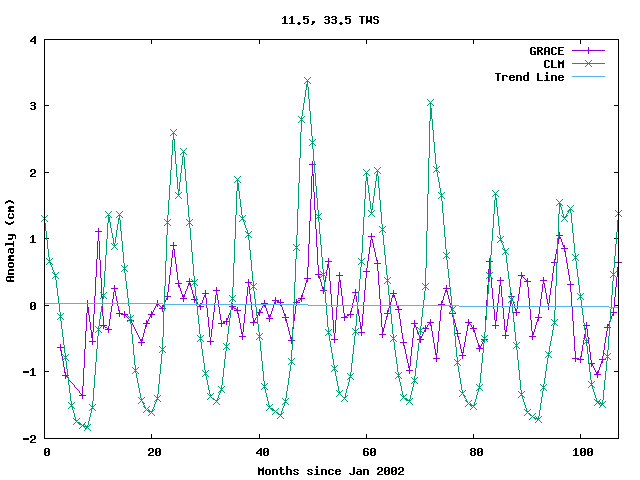 11.5, 33.5 TWS
GRACE
CLM
Trend Line
4
3
2
1
0
-1
-2
Anomaly (cm)
0 20 40 60 80 100
Months since Jan 2002